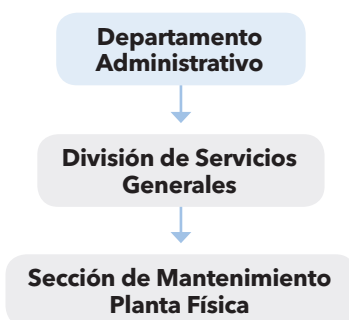 Departamento
Administrativo
División de Servicios
Generales
Sección de Mantenimiento
Planta Física